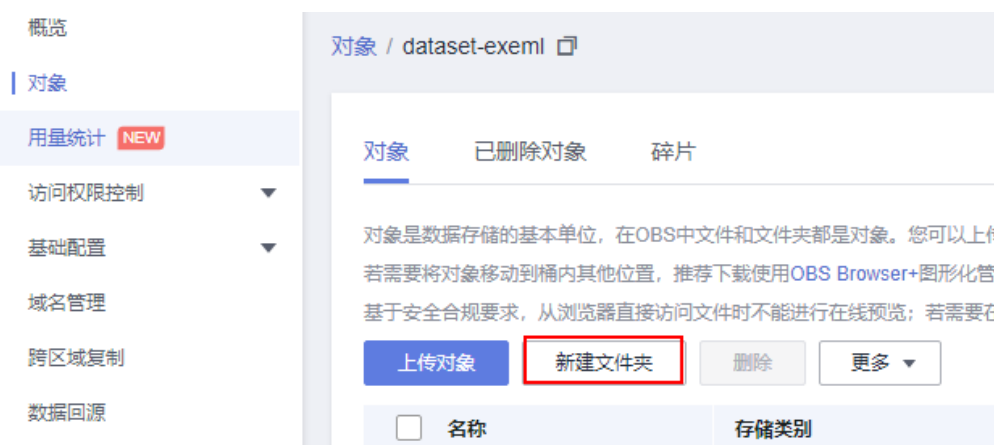 概览
对象
用量统计 NEW
访问权限控制
基础配置
域名管理
跨区域复制
数据回源
对象 / dataset-exeml
对象 已删除对象 碎片
对象是数据存储的基本单位，在OBS中文件和文件夹都是对象。您可以上传
若需要将对象移动到桶内其他位置，推荐下载使用OBS Browser+图形化管
基于安全合规要求，从浏览器直接访问文件时不能进行在线预览；若需要在
上传对象 新建文件夹 删除 更多
名称 存储类别